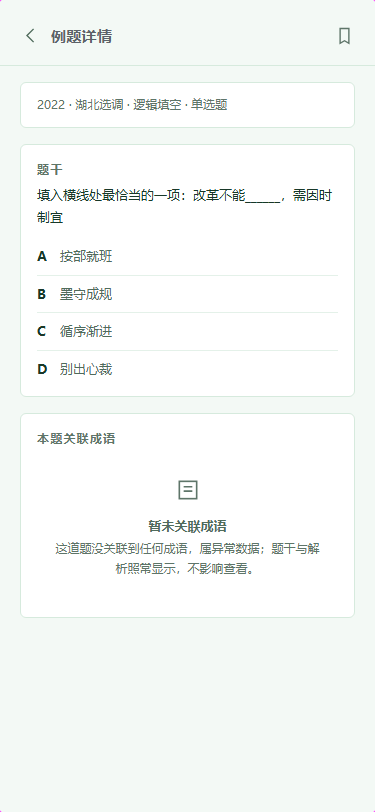 例题详情
2022 · 湖北选调 · 逻辑填空 · 单选题
题干
填入横线处最恰当的一项：改革不能_____，需因时
制宜
A 按部就班
B 墨守成规
C 循序渐进
D 别出心裁
本题关联成语
暂未关联成语
这道题没关联到任何成语，属异常数据；题干与解
析照常显示，不影响查看。